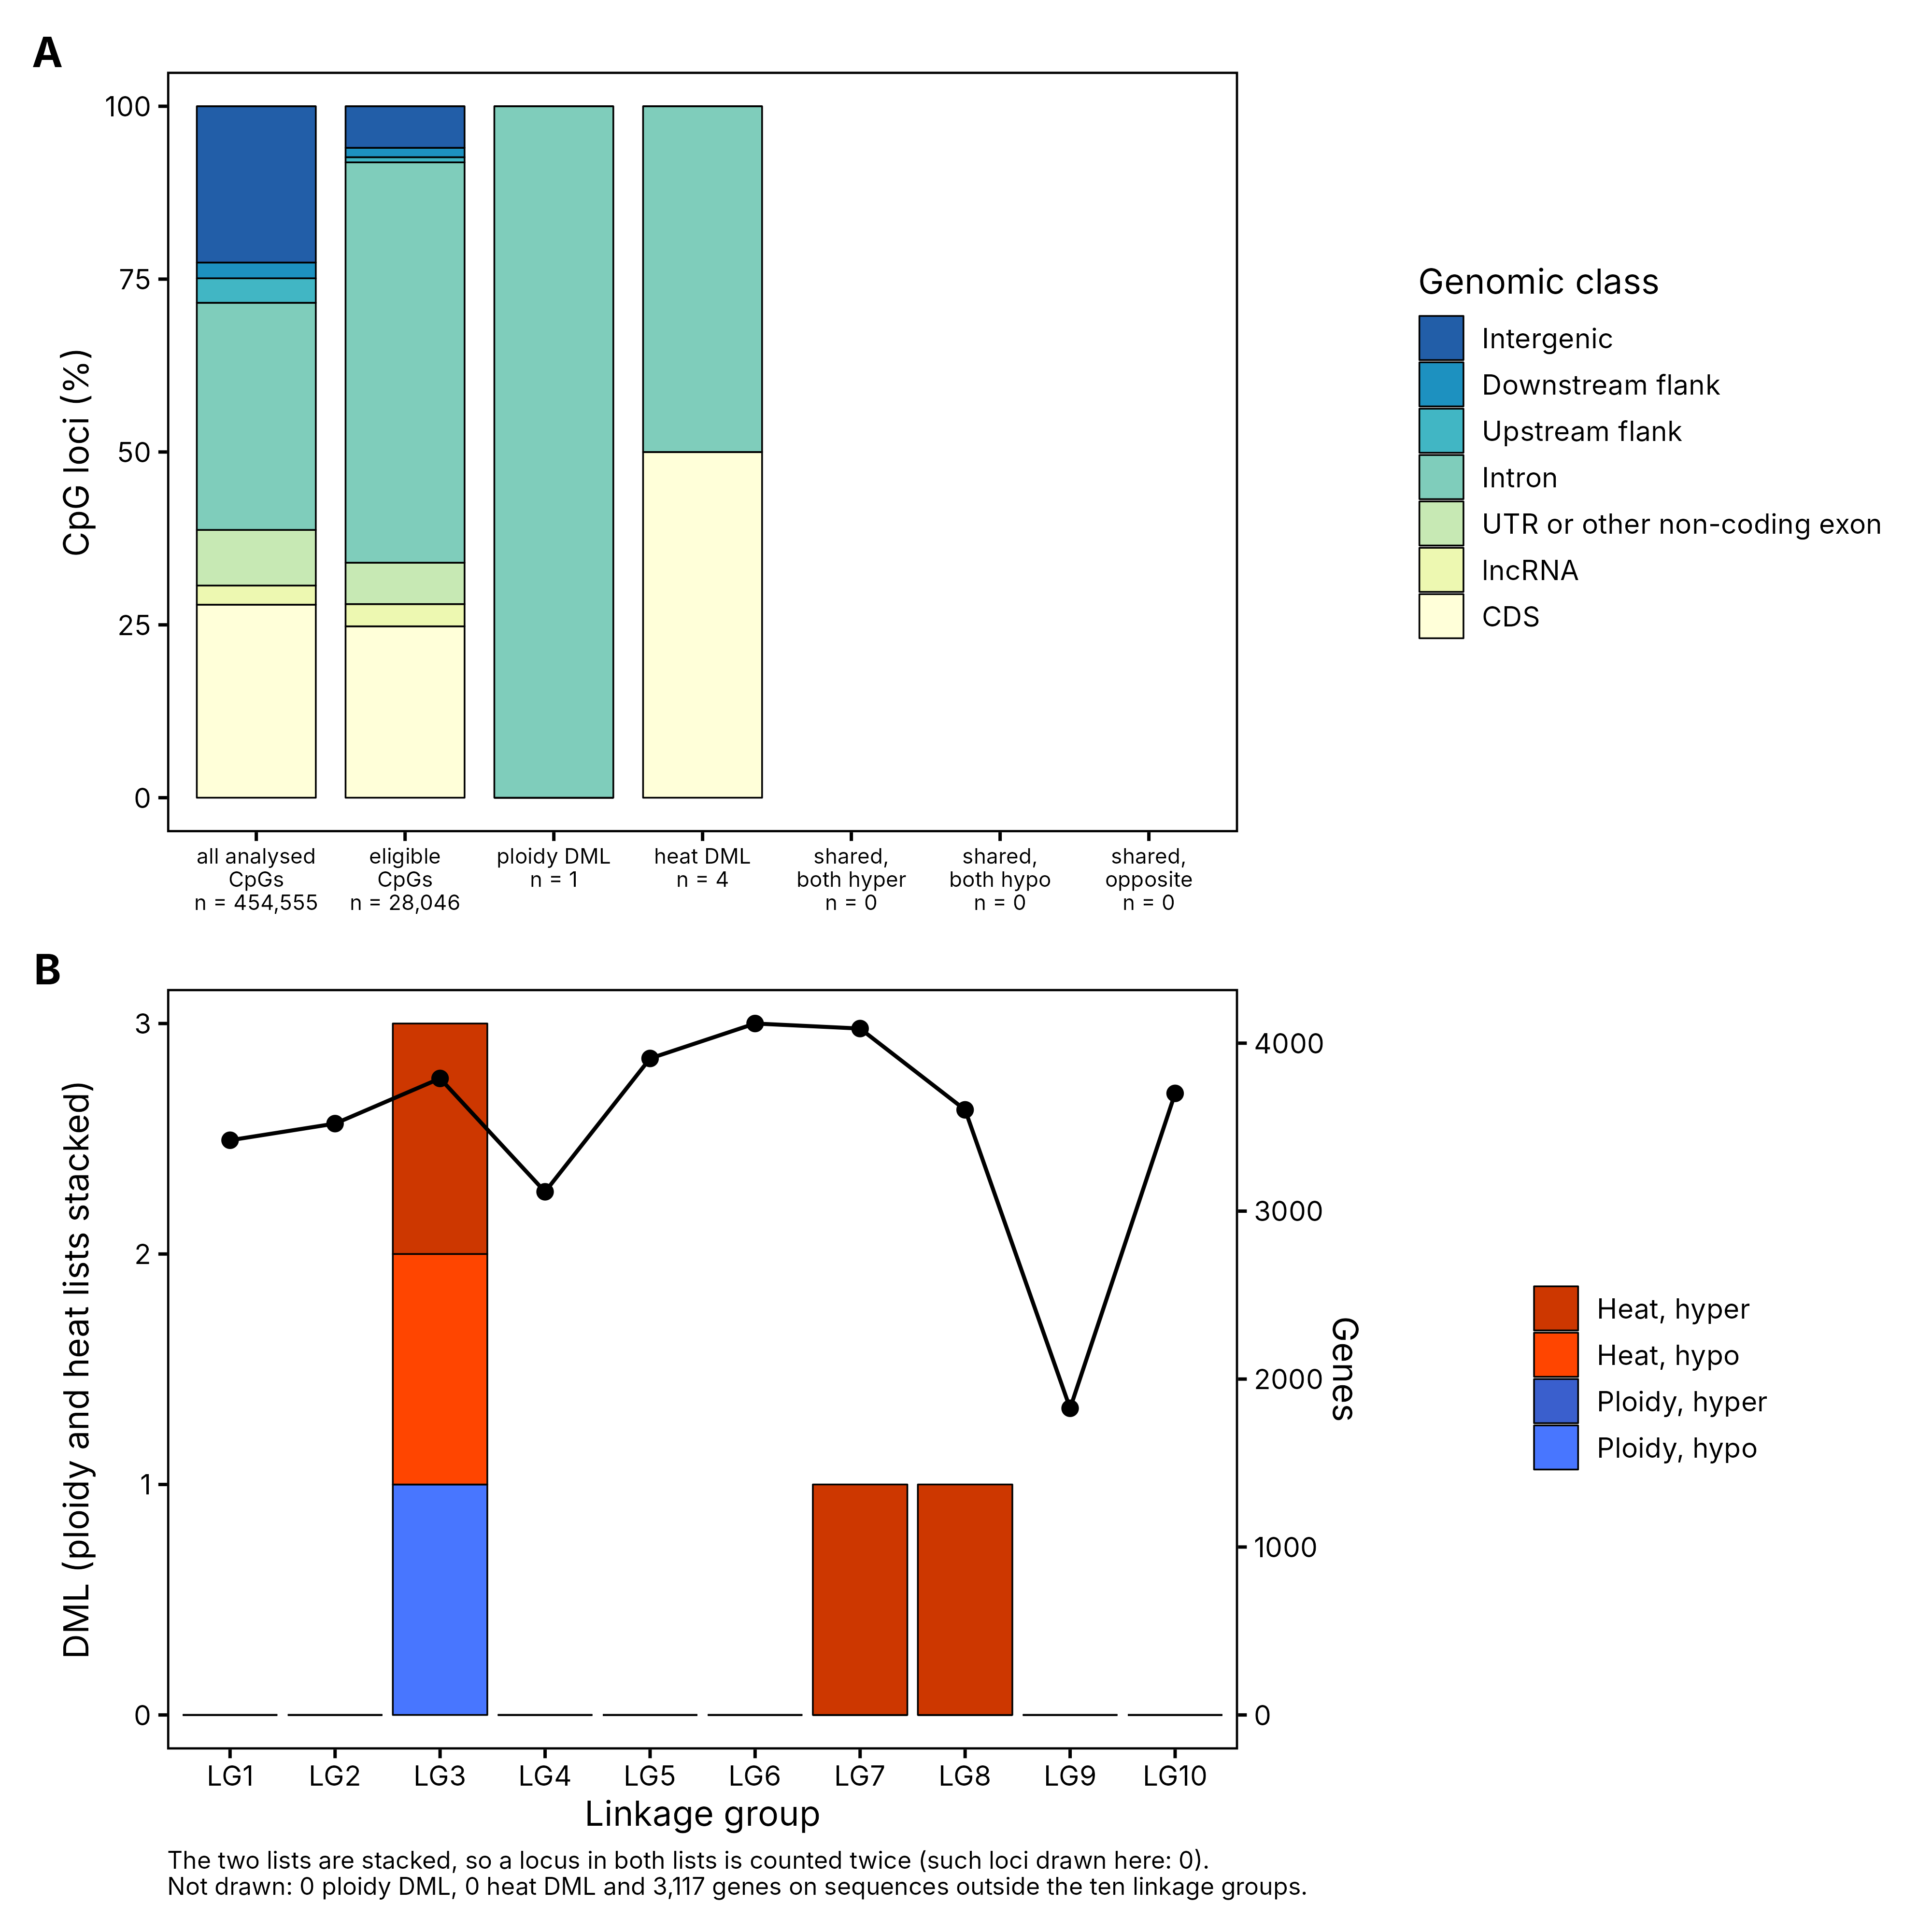 A
CpG loci (%)
100
75
50
25
0
all analysed
CpGs
n = 454,555
eligible
CpGs
n = 28,046
ploidy DML
n = 1
heat DML
n = 4
shared,
both hyper
n = 0
shared,
both hypo
n = 0
shared,
opposite
n = 0
Genomic class
Intergenic
Downstream flank
Upstream flank
Intron
UTR or other non-coding exon
lncRNA
CDS
B
DML (ploidy and heat lists stacked)
3
2
1
0
4000
3000
2000
1000
0
Genes
LG1
LG2
LG3
LG4
LG5
LG6
LG7
LG8
LG9
LG10
Linkage group
Heat, hyper
Heat, hypo
Ploidy, hyper
Ploidy, hypo
The two lists are stacked, so a locus in both lists is counted twice (such loci drawn here: 0).
Not drawn: 0 ploidy DML, 0 heat DML and 3,117 genes on sequences outside the ten linkage groups.